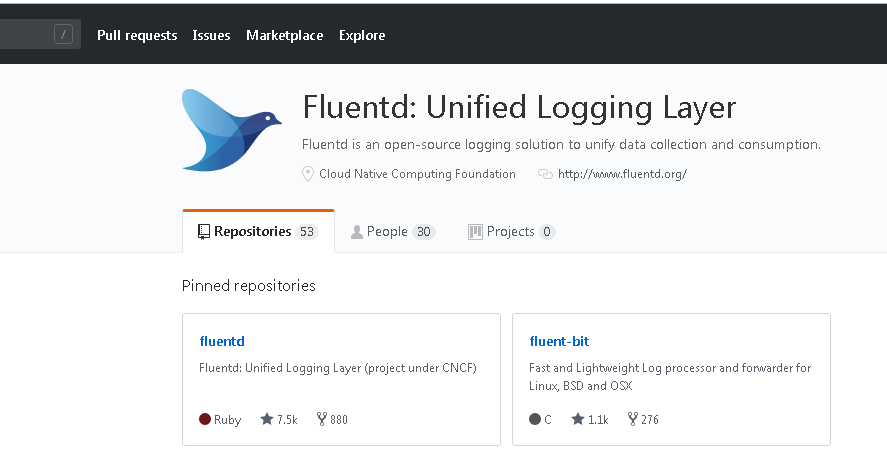 / Pull requests Issues Marketplace Explore
Fluentd: Unified Logging Layer
Fluentd is an open-source logging solution to unify data collection and consumption.
Cloud Native Computing Foundation http://www.fluentd.org/
Repositories 53 People 30 Projects 0
Pinned repositories
fluentd
Fluentd: Unified Logging Layer (project under CNCF)
Ruby 7.5k 880
fluent-bit
Fast and Lightweight Log processor and forwarder for
Linux, BSD and OSX
C 1.1k 276